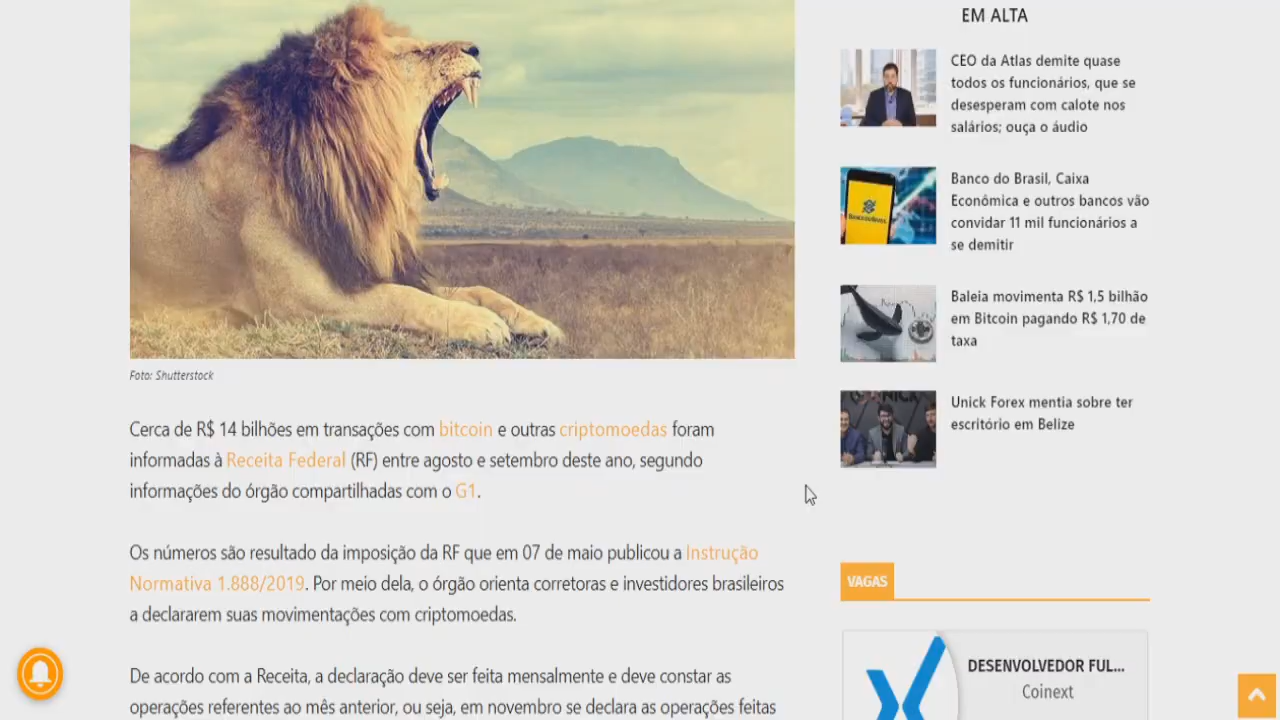 Foto: Shutterstock
Cerca de R$ 14 bilhões em transações com bitcoin e outras criptomoedas foram
informadas à Receita Federal (RF) entre agosto e setembro deste ano, segundo
informações do órgão compartilhadas com o G1.
Os números são resultado da imposição da RF que em 07 de maio publicou a Instrução
Normativa 1.888/2019. Por meio dela, o órgão orienta corretoras e investidores brasileiros
a declararem suas movimentações com criptomoedas.
De acordo com a Receita, a declaração deve ser feita mensalmente e deve constar as
operações referentes ao mês anterior, ou seja, em novembro se declara as operações feitas
EM ALTA
CEO da Atlas demite quase
todos os funcionários, que se
desesperam com calote nos
salários; ouça o áudio
Banco do Brasil, Caixa
Econômica e outros bancos vão
convidar 11 mil funcionários a
se demitir
Baleia movimenta R$ 1,5 bilhão
em Bitcoin pagando R$ 1,70 de
taxa
Unick Forex mentia sobre ter
escritório em Belize
VAGAS
DESENVOLVEDOR FUL...
Coinext